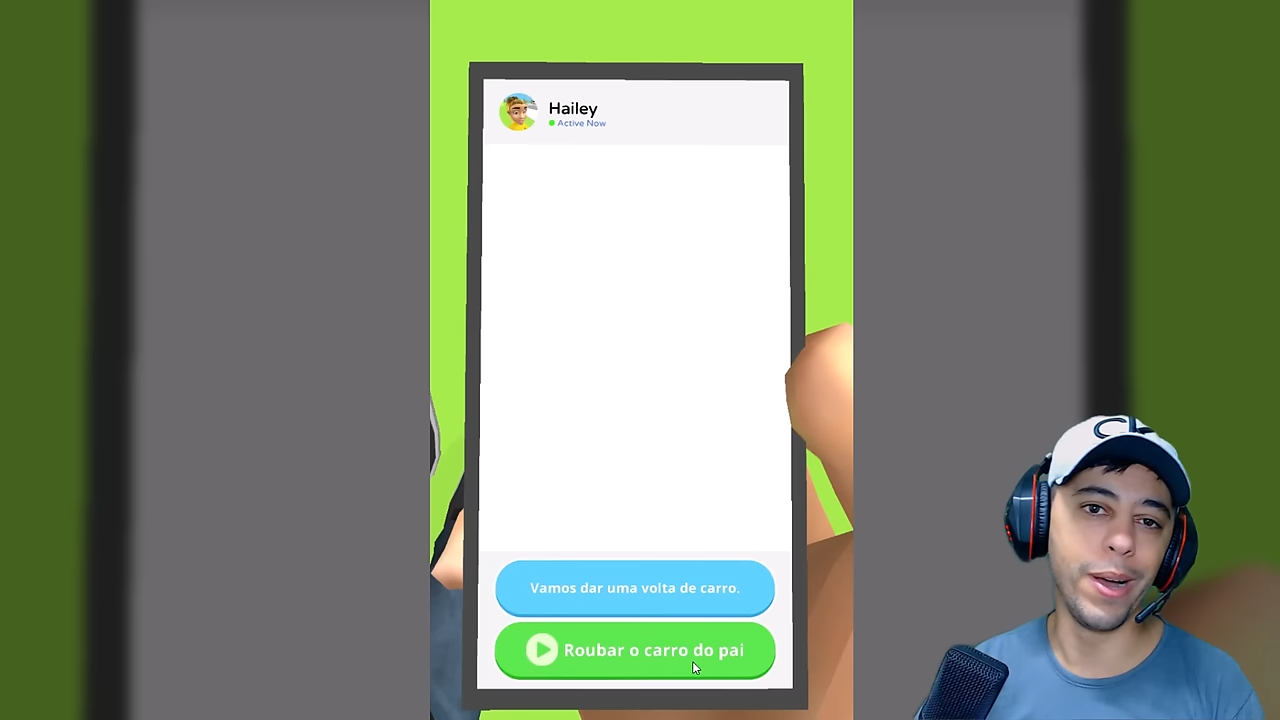 Hailey
Active Now
Vamos dar uma volta de carro.
Roubar o carro do pai